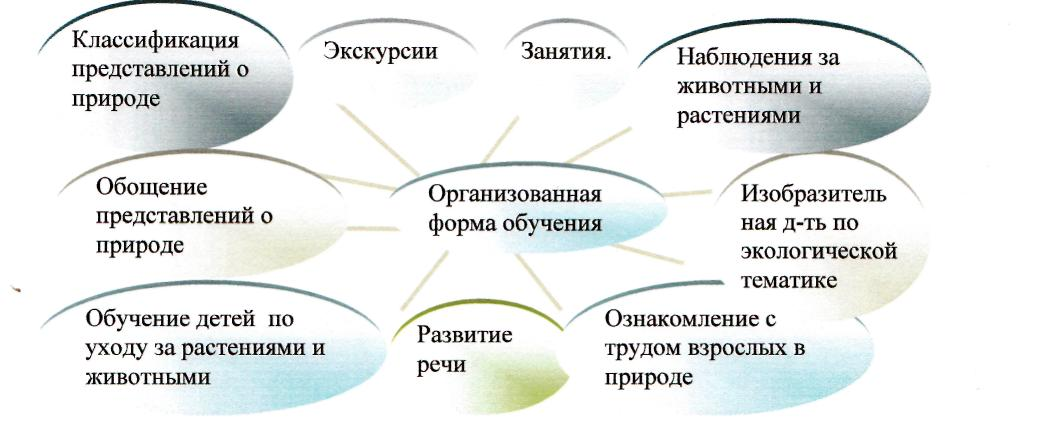 Классификация
представлений о
природе
Экскурсии
Занятия.
Наблюдения за
животными и
растениями
Обощение
представлений о
природе
Организованная
форма обучения
Изобразитель
ная д-ть по
экологической
тематике
Обучение детей по
уходу за растениями и
животными
Развитие
речи
Ознакомление с
трудом взрослых в
природе